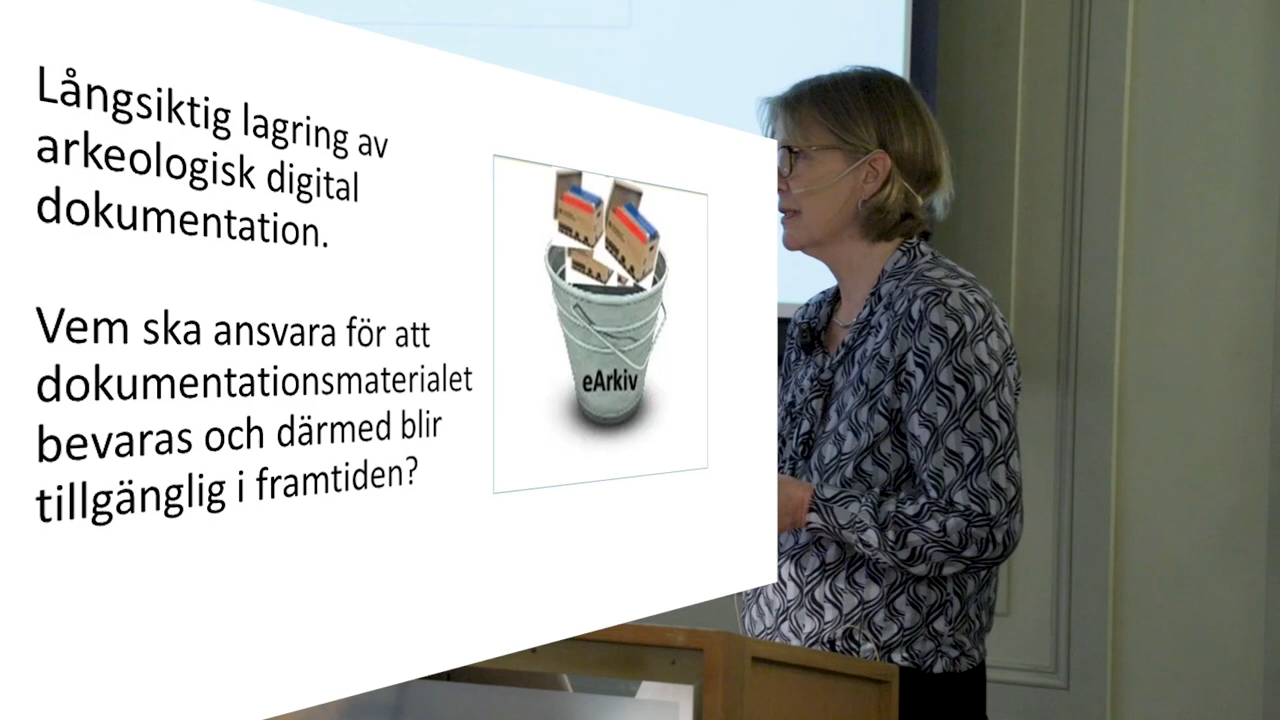 Långsiktig lagring av
arkeologisk digital
dokumentation.
Vem ska ansvara för att
dokumentationsmaterialet
bevaras och därmed blir
tillgänglig i framtiden?
eArkiv